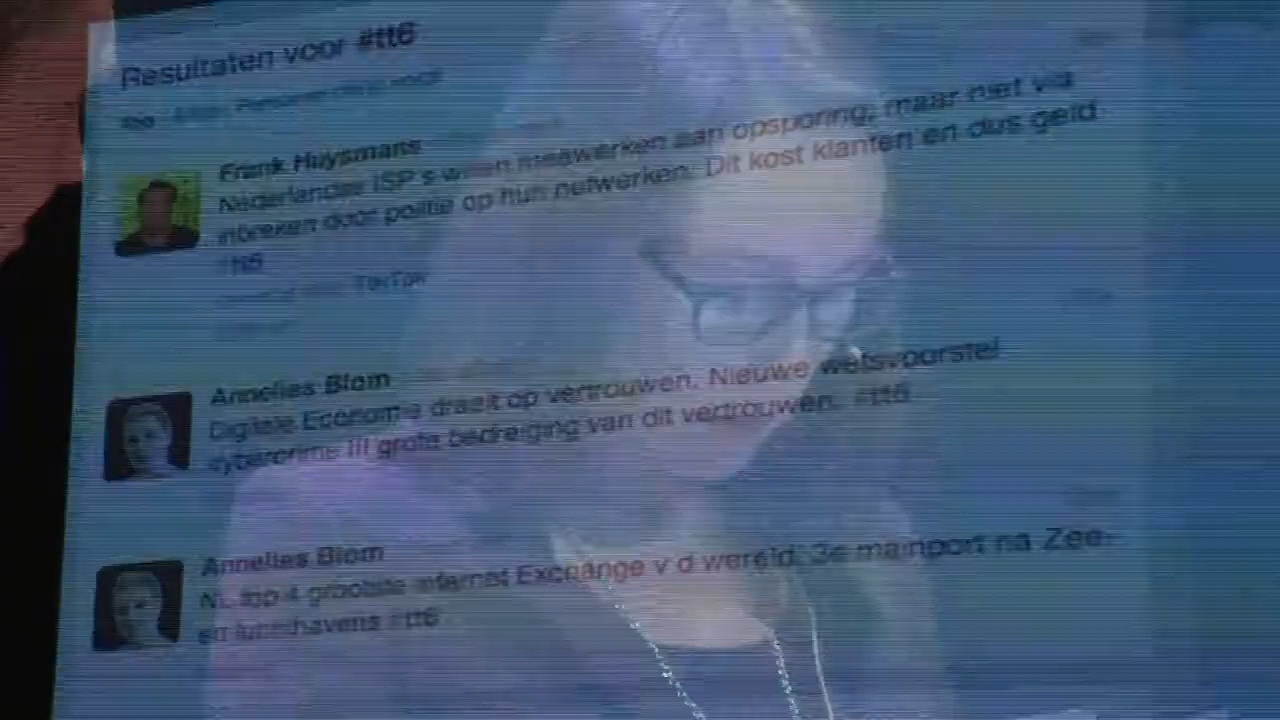 Resultaten voor #tt6
Frank Huysmans
Nederlandse ISP's willen meewerken aan opsporing, maar niet via
inbreken door politie op hun netwerken. Dit kost klanten en dus geld.
#tt6
TikTok
Annelies Blom
Digitale Economie draait op vertrouwen. Nieuwe wetsvoorstel
cybercrime III grote bedreiging van dit vertrouwen. #tt6
Annelies Blom
NL top 4 grootste Internet Exchange v d wereld. 3e mainport na Zee-
en luchthavens #tt6